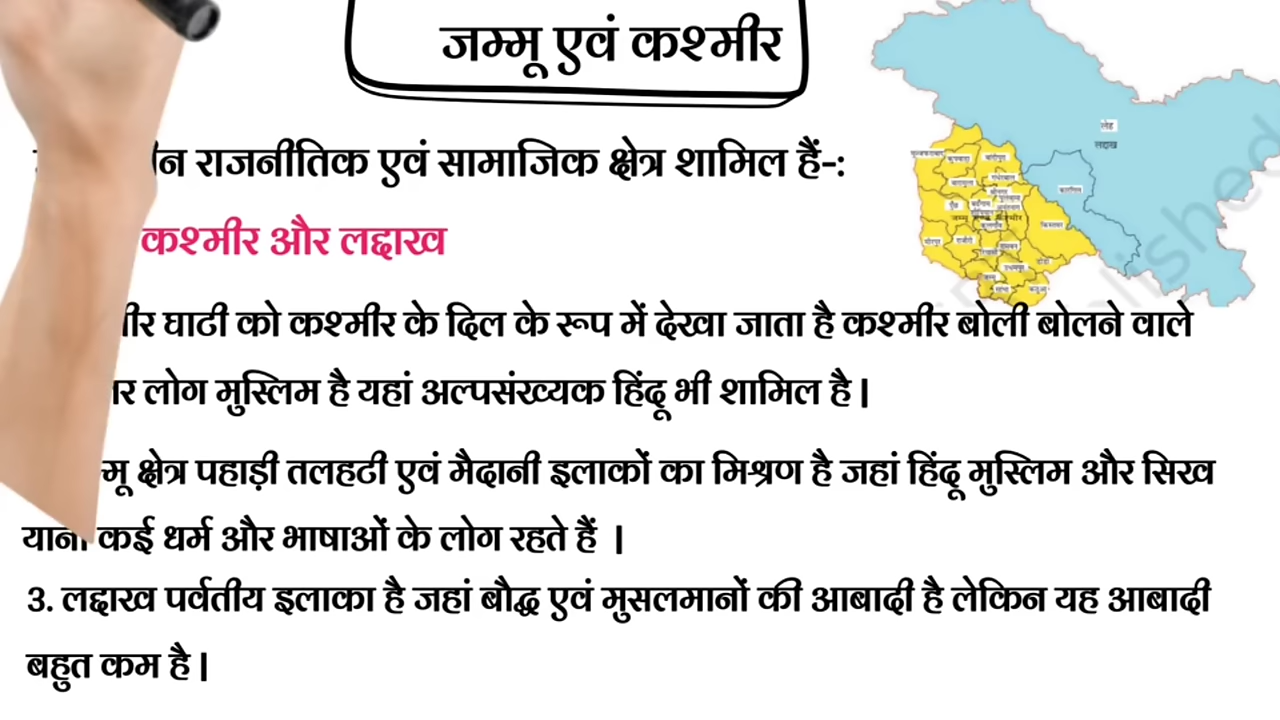 जम्मू एवं कश्मीर
राजनीतिक एवं सामाजिक क्षेत्र शामिल हैं-:
कश्मीर और लद्दाख
घाटी को कश्मीर के दिल के रूप में देखा जाता है कश्मीर बोली बोलने वाले
लोग मुस्लिम है यहां अल्पसंख्यक हिंदू भी शामिल है |
क्षेत्र पहाड़ी तलहटी एवं मैदानी इलाकों का मिश्रण है जहां हिंदू मुस्लिम और सिख
यानी कई धर्म और भाषाओं के लोग रहते हैं |
3. लद्दाख पर्वतीय इलाका है जहां बौद्ध एवं मुसलमानों की आबादी है लेकिन यह आबादी
बहुत कम है |
लेह
लद्दाख